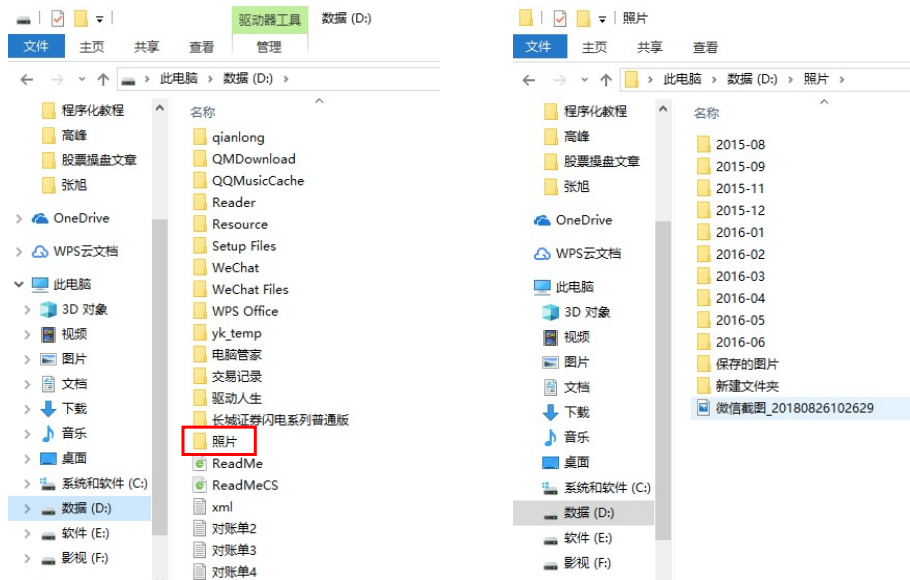 驱动器工具
数据 (D:)
文件
主页
共享
查看
管理
此电脑
数据 (D:)
程序化教程
高峰
股票操盘文章
张旭
OneDrive
WPS云文档
此电脑
3D 对象
视频
图片
文档
下载
音乐
桌面
系统和软件 (C:)
数据 (D:)
软件 (E:)
影视 (F:)
名称
qianlong
QMDownload
QQMusicCache
Reader
Resource
Setup Files
WeChat
WeChat Files
WPS Office
yk_temp
电脑管家
交易记录
驱动人生
长城证券闪电系列普通版
照片
ReadMe
ReadMeCS
xml
对账单2
对账单3
对账单4
照片
文件
主页
共享
查看
此电脑
数据 (D:)
照片
程序化教程
高峰
股票操盘文章
张旭
OneDrive
WPS云文档
此电脑
3D 对象
视频
图片
文档
下载
音乐
桌面
系统和软件 (C:)
数据 (D:)
软件 (E:)
影视 (F:)
名称
2015-08
2015-09
2015-11
2015-12
2016-01
2016-02
2016-03
2016-04
2016-05
2016-06
保存的图片
新建文件夹
微信截图_20180826102629